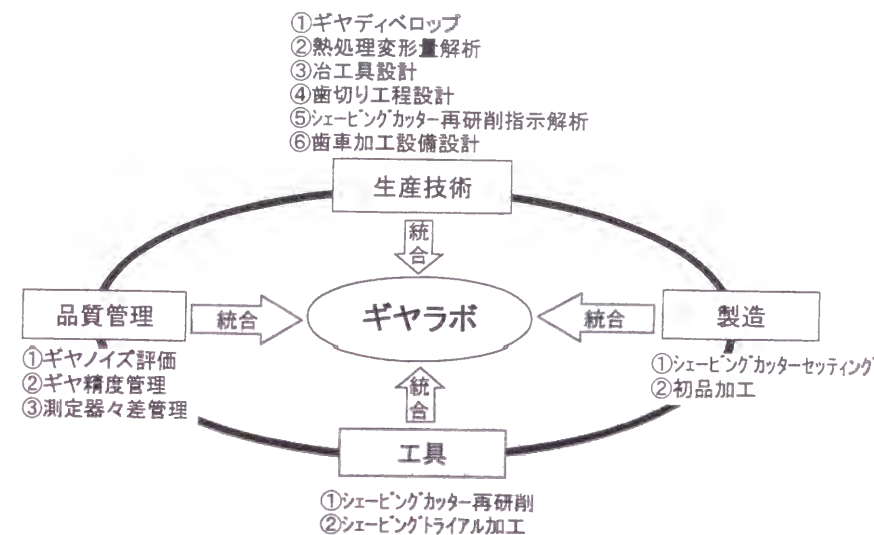 ①ギヤディベロップ
②熱処理変形量解析
③冶工具設計
④歯切り工程設計
⑤シェービングカッター再研削指示解析
⑥歯車加工設備設計
生産技術
統合
品質管理
統合
ギヤラボ
統合
製造
①ギヤノイズ評価
②ギヤ精度管理
③測定器々差管理
①シェービングカッターセッティング
②初品加工
統合
工具
①シェービングカッター再研削
②シェービングトライアル加工